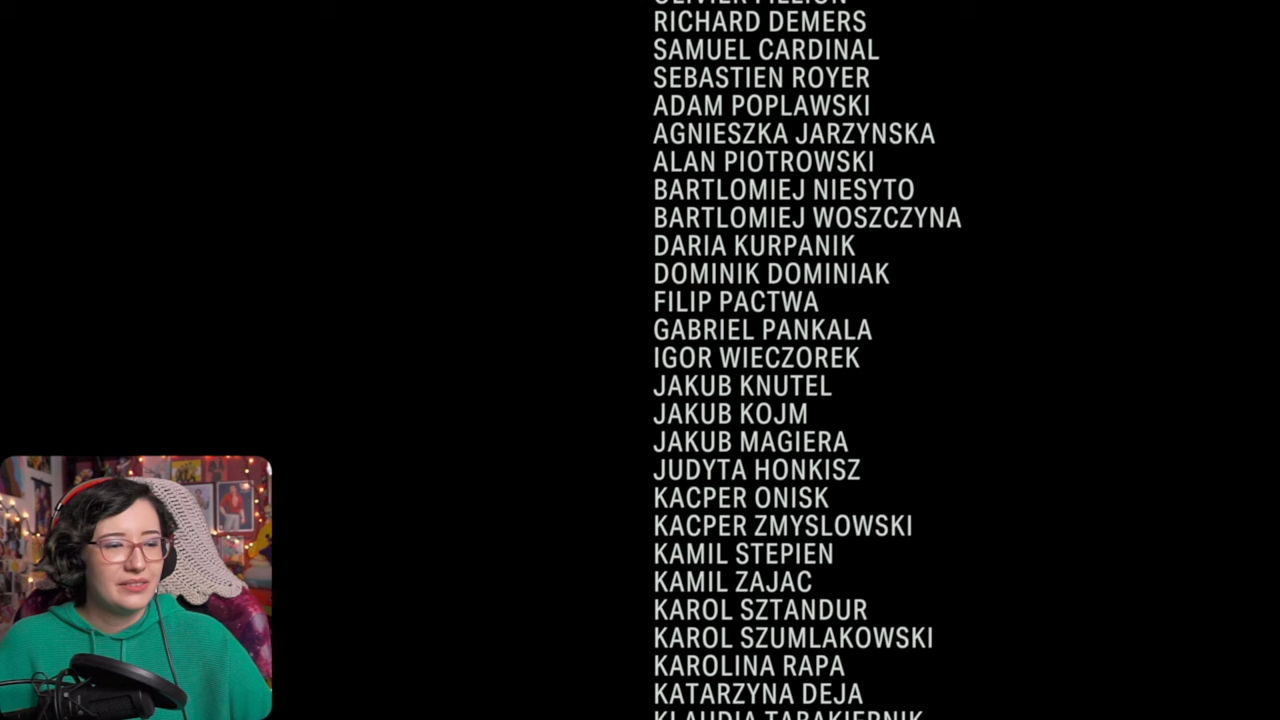 RICHARD DEMERS
SAMUEL CARDINAL
SEBASTIEN ROYER
ADAM POPLAWSKI
AGNIESZKA JARZYNSKA
ALAN PIOTROWSKI
BARTLOMIEJ NIESYTO
BARTLOMIEJ WOSZCZYNA
DARIA KURPANIK
DOMINIK DOMINIAK
FILIP PACTWA
GABRIEL PANKALA
IGOR WIECZOREK
JAKUB KNUTEL
JAKUB KOJM
JAKUB MAGIERA
JUDYTA HONKISZ
KACPER ONISK
KACPER ZMYSLOWSKI
KAMIL STEPIEN
KAMIL ZAJAC
KAROL SZTANDUR
KAROL SZUMLAKOWSKI
KAROLINA RAPA
KATARZYNA DEJA